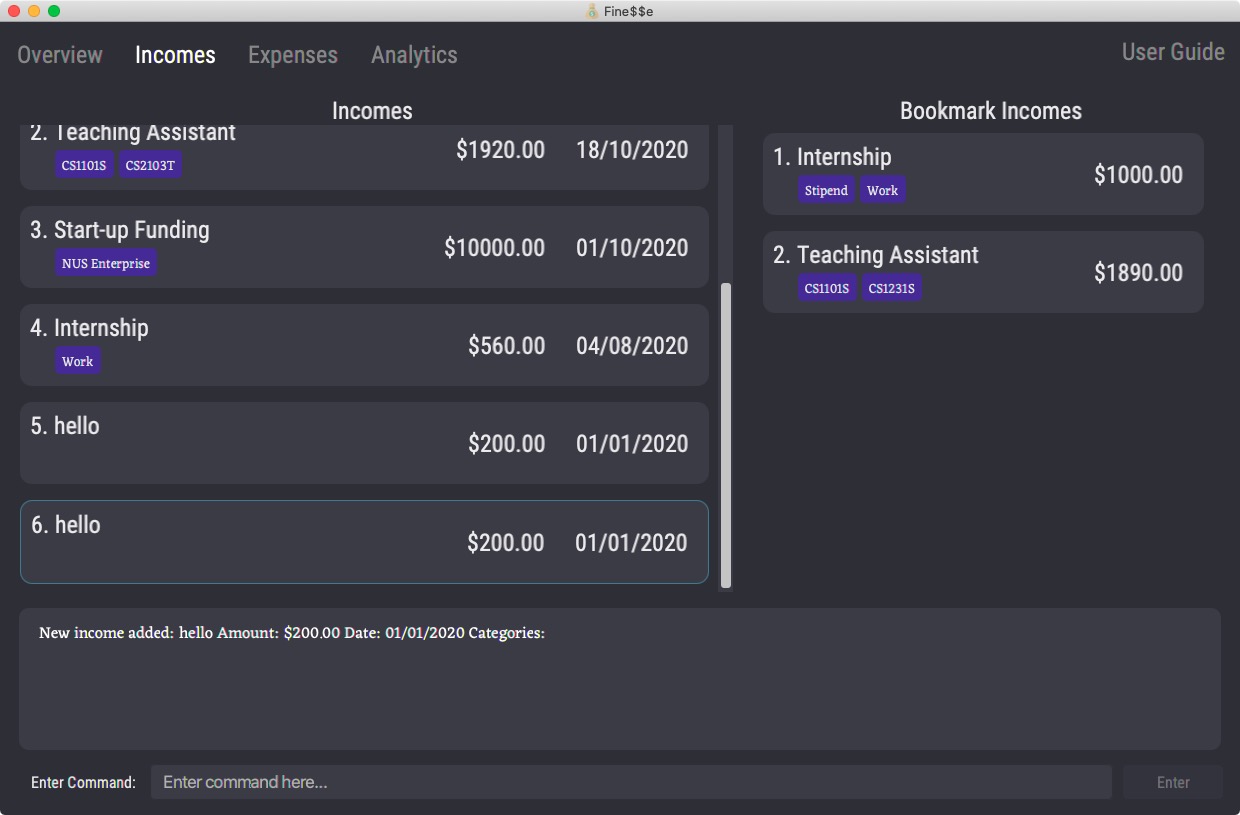 Fine$$e
Overview Incomes Expenses Analytics User Guide
Incomes
2. Teaching Assistant $1920.00 18/10/2020
CS1101S CS2103T
3. Start-up Funding $10000.00 01/10/2020
NUS Enterprise
4. Internship $560.00 04/08/2020
Work
5. hello $200.00 01/01/2020
6. hello $200.00 01/01/2020
Bookmark Incomes
1. Internship $1000.00
Stipend Work
2. Teaching Assistant $1890.00
CS1101S CS1231S
New income added: hello Amount: $200.00 Date: 01/01/2020 Categories:
Enter Command: Enter command here... Enter